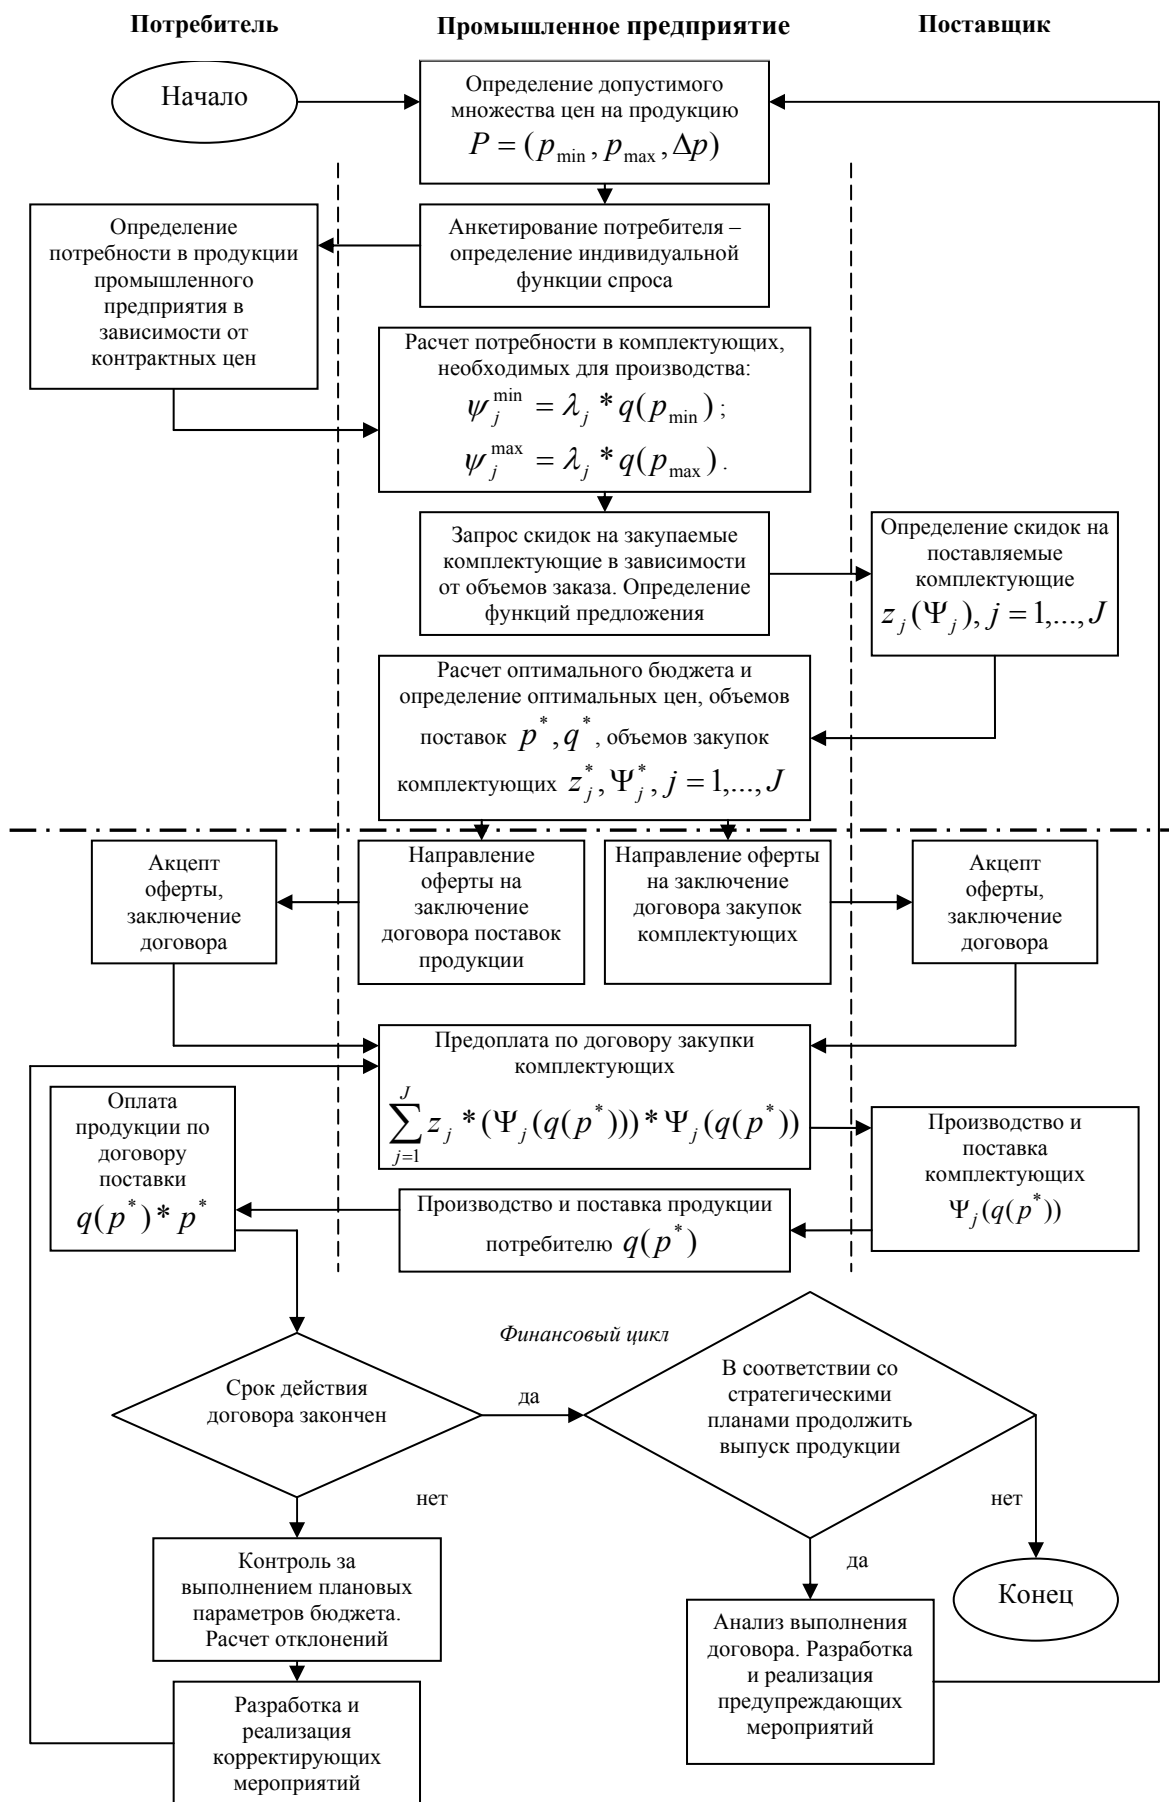 Потребитель
Промышленное предприятие
Поставщик
Начало
Определение допустимого
множества цен на продукцию
P = (p_min, p_max, Δp)
Анкетирование потребителя –
определение индивидуальной
функции спроса
Определение
потребности в продукции
промышленного
предприятия в
зависимости от
контрактных цен
Расчет потребности в комплектующих,
необходимых для производства:
ψ_j^min = λ_j * q(p_min) ;
ψ_j^max = λ_j * q(p_max) .
Запрос скидок на закупаемые
комплектующие в зависимости
от объемов заказа. Определение
функций предложения
Определение скидок на
поставляемые
комплектующие
z_j(Ψ_j), j = 1,..., J
Расчет оптимального бюджета и
определение оптимальных цен, объемов
поставок p^*, q^*, объемов закупок
комплектующих z_j^*, Ψ_j^*, j = 1,..., J
Акцепт
оферты,
заключение
договора
Направление
оферты на
заключение
договора поставок
продукции
Направление оферты
на заключение
договора закупок
комплектующих
Акцепт
оферты,
заключение
договора
Предоплата по договору закупки
комплектующих
∑_{j=1}^{J} z_j * (Ψ_j(q(p^*))) * Ψ_j(q(p^*))
Оплата
продукции по
договору
поставки
q(p^*) * p^*
Производство и
поставка
комплектующих
Ψ_j(q(p^*))
Производство и поставка продукции
потребителю q(p^*)
Финансовый цикл
Срок действия
договора закончен
да
В соответствии со
стратегическими
планами продолжить
выпуск продукции
нет
нет
да
Контроль за
выполнением плановых
параметров бюджета.
Расчет отклонений
Конец
Анализ выполнения
договора. Разработка
и реализация
предупреждающих
мероприятий
Разработка и
реализация
корректирующих
мероприятий